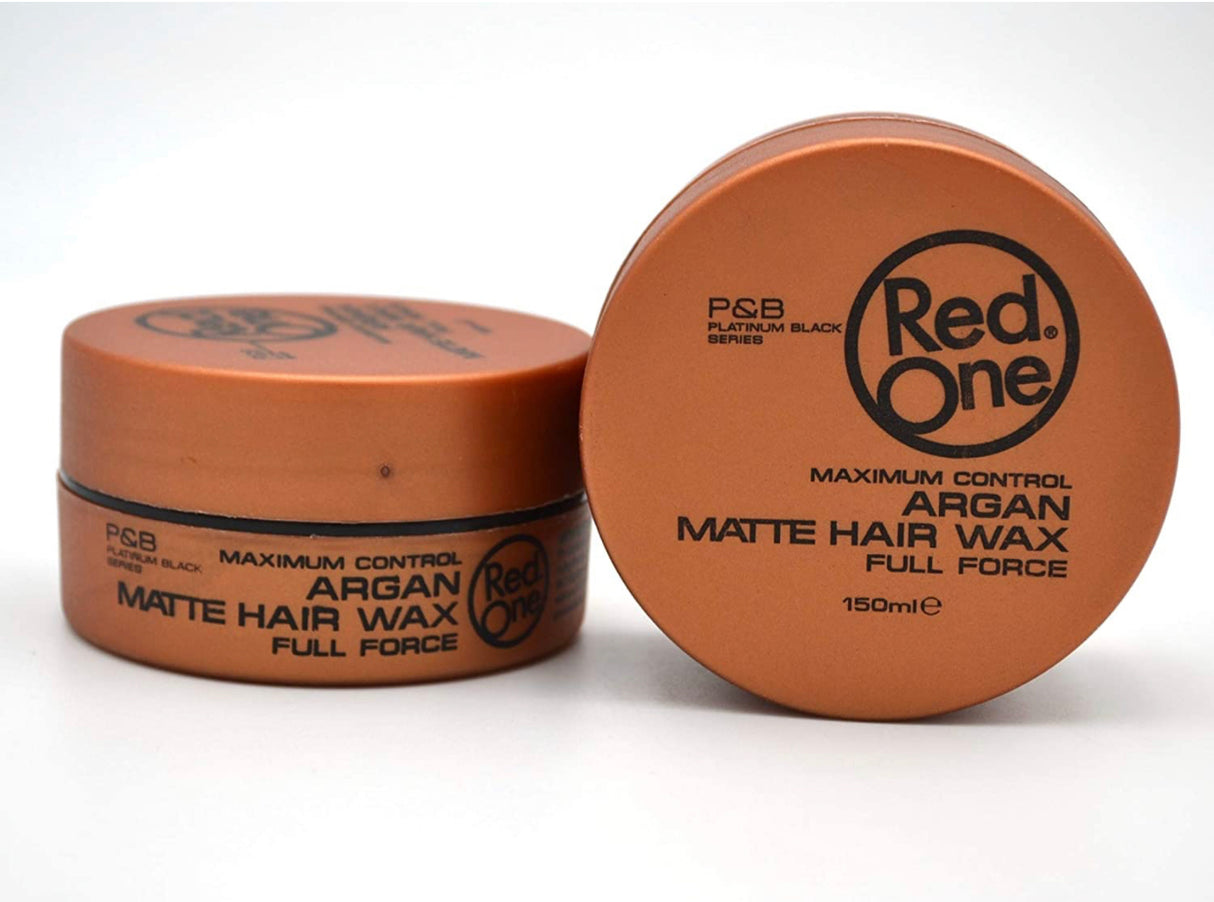 P&B
PLATINUM BLACK
SERIES
MAXIMUM CONTROL
ARGAN
MATTE HAIR WAX
FULL FORCE
Red
One
P&B
PLATINUM BLACK
SERIES
Red®
One
MAXIMUM CONTROL
ARGAN
MATTE HAIR WAX
FULL FORCE
150ml e